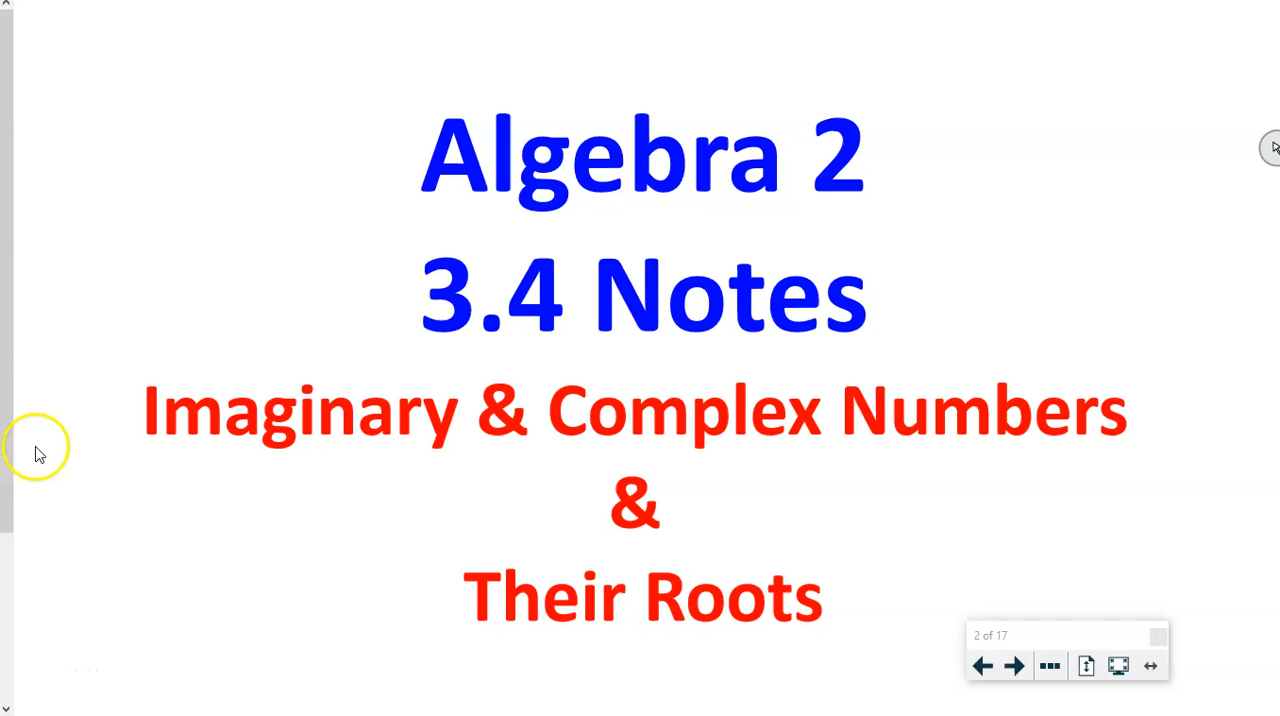 Algebra 2
3.4 Notes
Imaginary & Complex Numbers
&
Their Roots
2 of 17